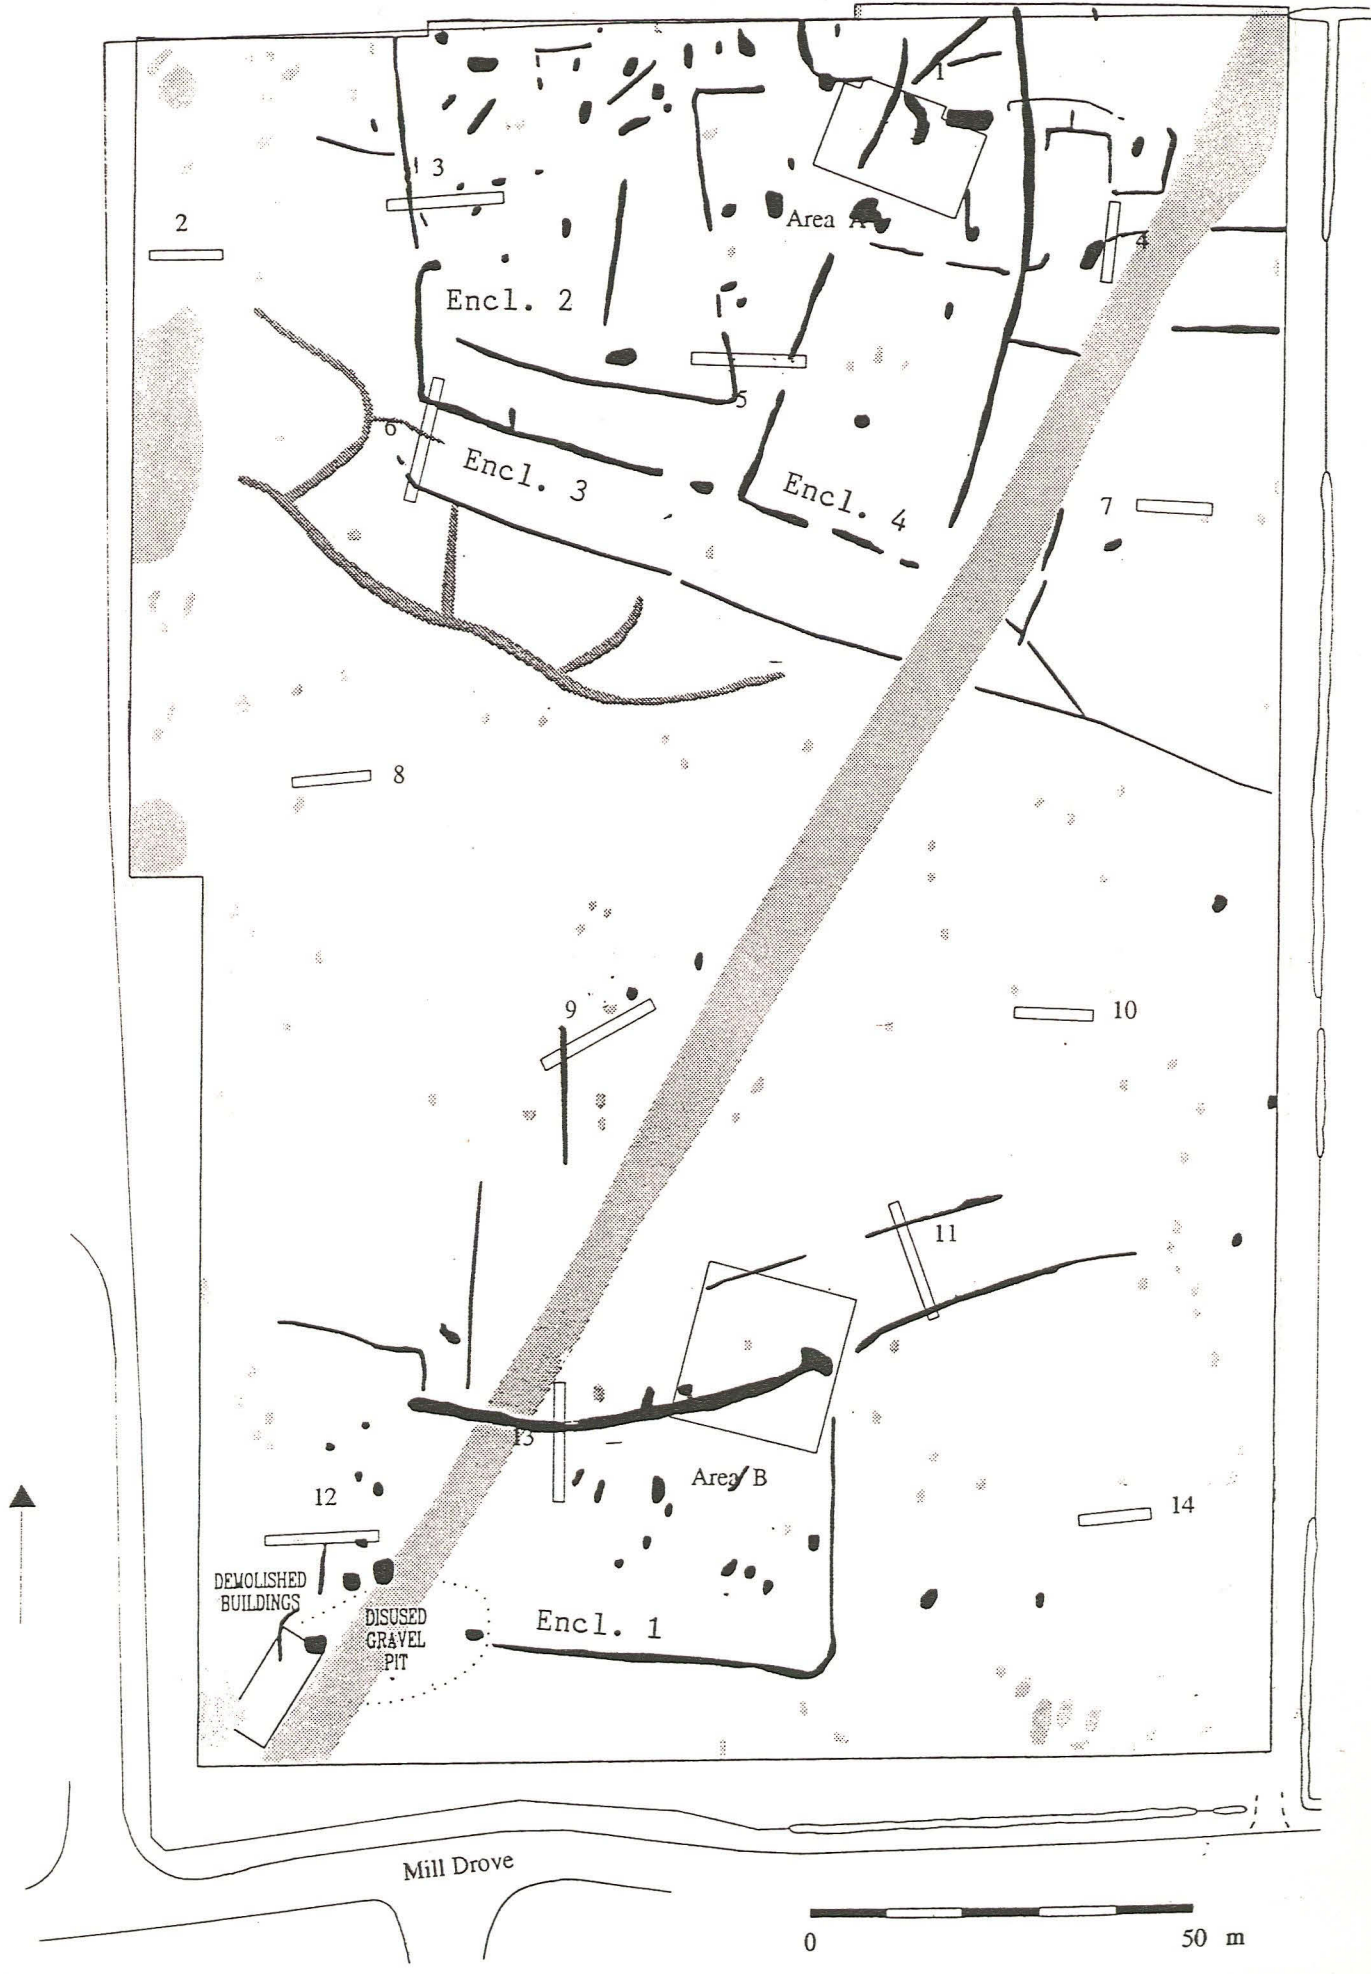 1
3
2
Area A
4
Encl. 2
5
6
Encl. 3
Encl. 4
7
8
9
10
11
13
Area B
12
14
DEMOLISHED
BUILDINGS
DISUSED
GRAVEL
PIT
Encl. 1
Mill Drove
0 50 m